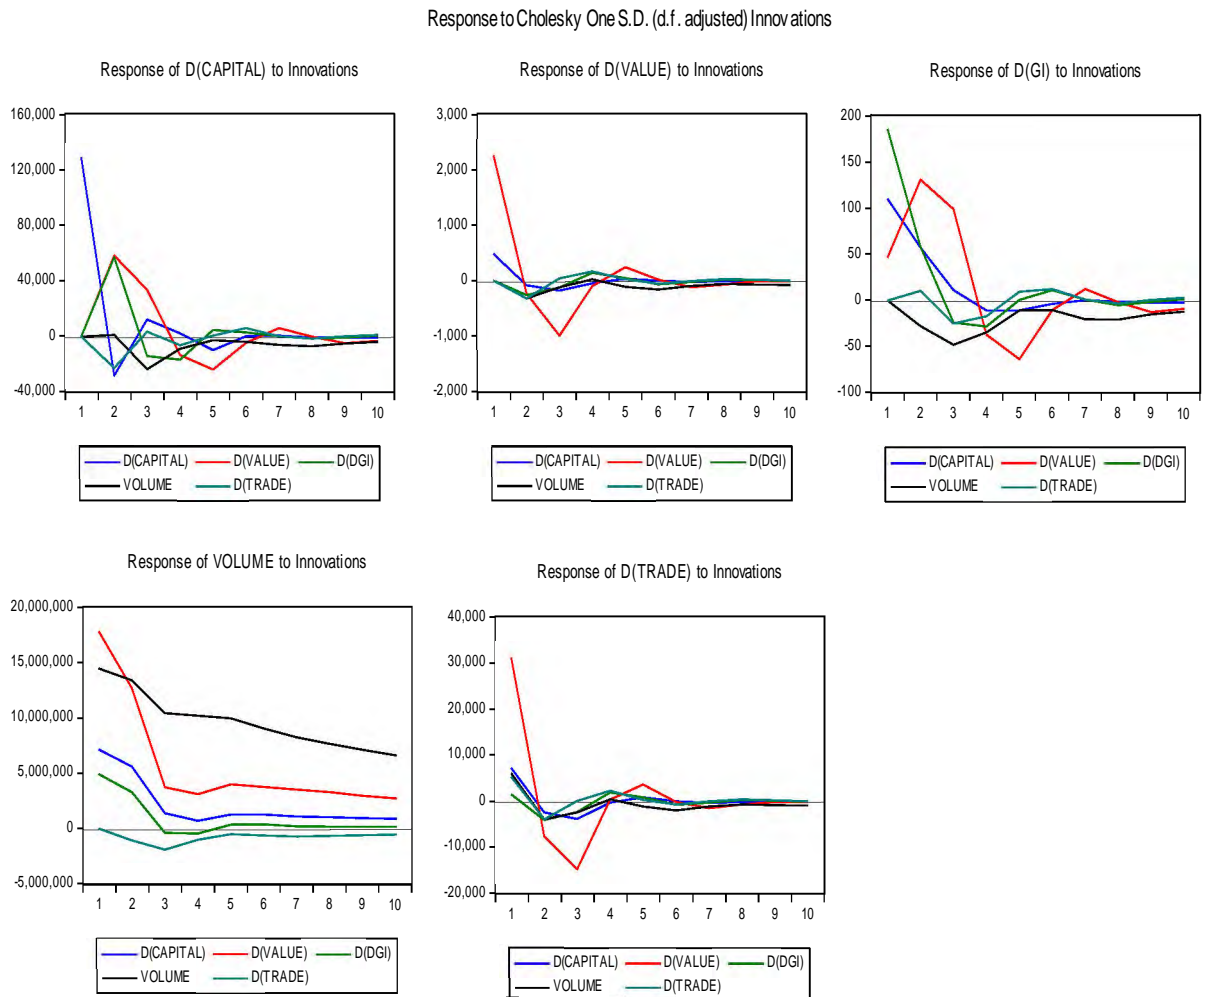 Response to Cholesky One S.D. (d.f. adjusted) Innovations
Response of D(CAPITAL) to Innovations
160,000
120,000
80,000
40,000
0
-40,000
1 2 3 4 5 6 7 8 9 10
D(CAPITAL) D(VALUE) D(DGI)
VOLUME D(TRADE)
Response of D(VALUE) to Innovations
3,000
2,000
1,000
0
-1,000
-2,000
1 2 3 4 5 6 7 8 9 10
D(CAPITAL) D(VALUE) D(DGI)
VOLUME D(TRADE)
Response of D(GI) to Innovations
200
150
100
50
0
-50
-100
1 2 3 4 5 6 7 8 9 10
D(CAPITAL) D(VALUE) D(DGI)
VOLUME D(TRADE)
Response of VOLUME to Innovations
20,000,000
15,000,000
10,000,000
5,000,000
0
-5,000,000
1 2 3 4 5 6 7 8 9 10
D(CAPITAL) D(VALUE) D(DGI)
VOLUME D(TRADE)
Response of D(TRADE) to Innovations
40,000
30,000
20,000
10,000
0
-10,000
-20,000
1 2 3 4 5 6 7 8 9 10
D(CAPITAL) D(VALUE) D(DGI)
VOLUME D(TRADE)